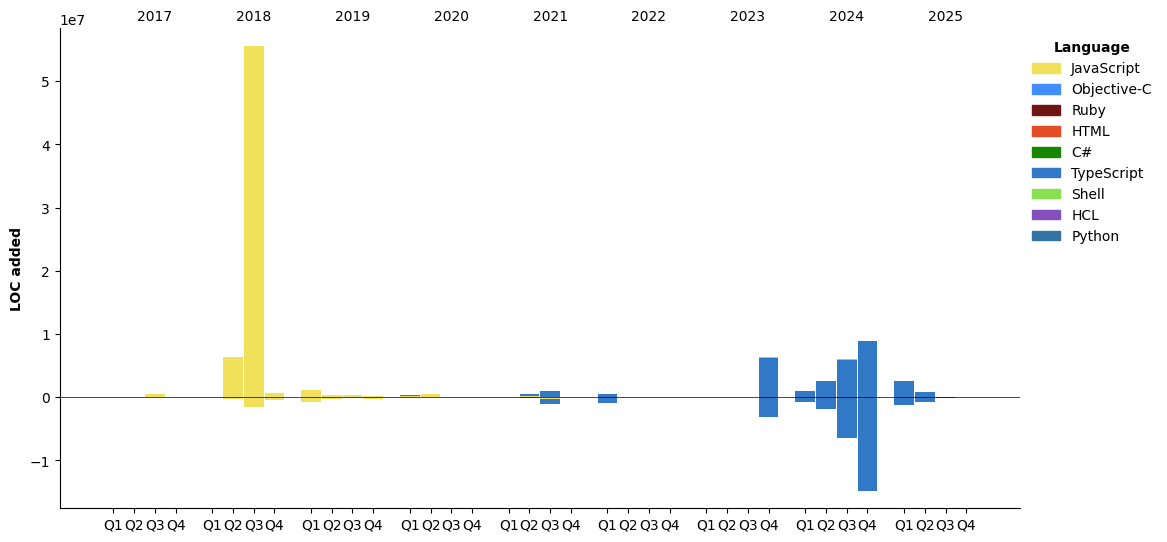 2017 2018 2019 2020 2021 2022 2023 2024 2025
1e7
Language
JavaScript
Objective-C
Ruby
HTML
C#
TypeScript
Shell
HCL
Python
LOC added
5
4
3
2
1
0
−1
Q1 Q2 Q3 Q4 Q1 Q2 Q3 Q4 Q1 Q2 Q3 Q4 Q1 Q2 Q3 Q4 Q1 Q2 Q3 Q4 Q1 Q2 Q3 Q4 Q1 Q2 Q3 Q4 Q1 Q2 Q3 Q4 Q1 Q2 Q3 Q4